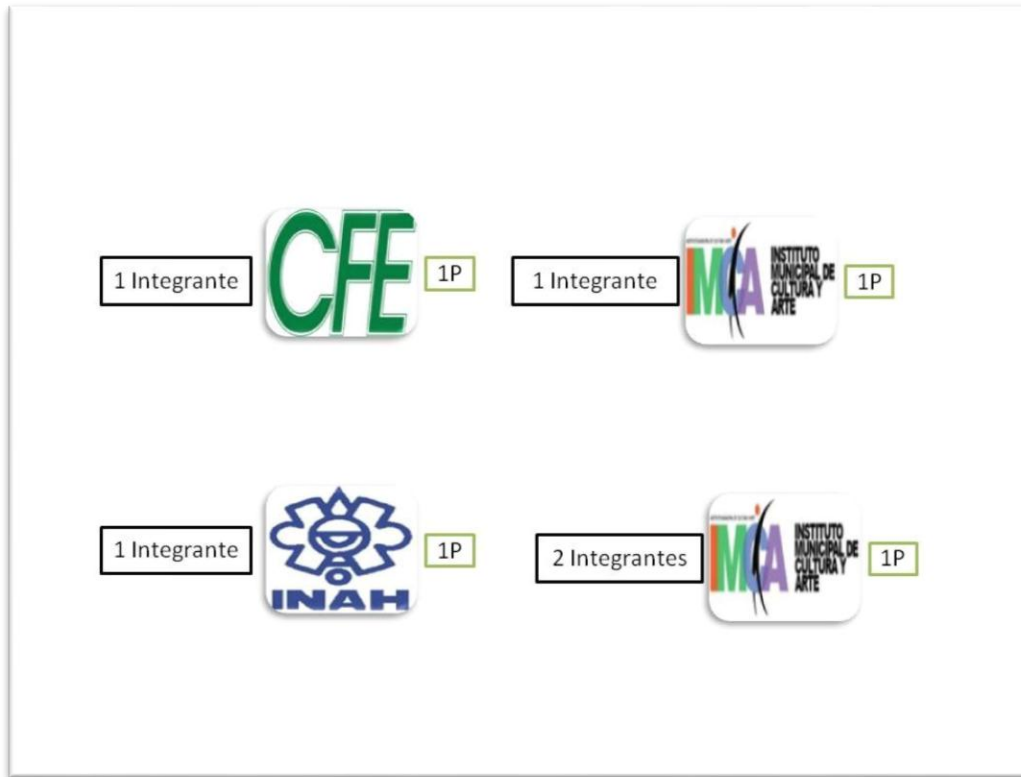 1 Integrante
CFE
1P
1 Integrante
IMCA
INSTITUTO
MUNICIPAL DE
CULTURA Y
ARTE
1P
1 Integrante
INAH
1P
2 Integrantes
IMCA
INSTITUTO
MUNICIPAL DE
CULTURA Y
ARTE
1P